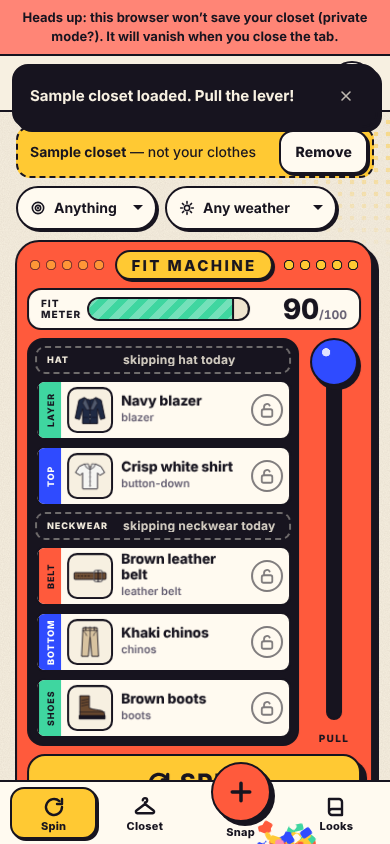 Heads up: this browser won't save your closet (private
mode?). It will vanish when you close the tab.
Sample closet loaded. Pull the lever!
Sample closet — not your clothes
Remove
Anything
Any weather
FIT MACHINE
FIT
METER
90/100
HAT
skipping hat today
LAYER
Navy blazer
blazer
TOP
Crisp white shirt
button-down
NECKWEAR
skipping neckwear today
BELT
Brown leather
belt
leather belt
BOTTOM
Khaki chinos
chinos
SHOES
Brown boots
boots
PULL
Spin
Closet
Snap
Looks